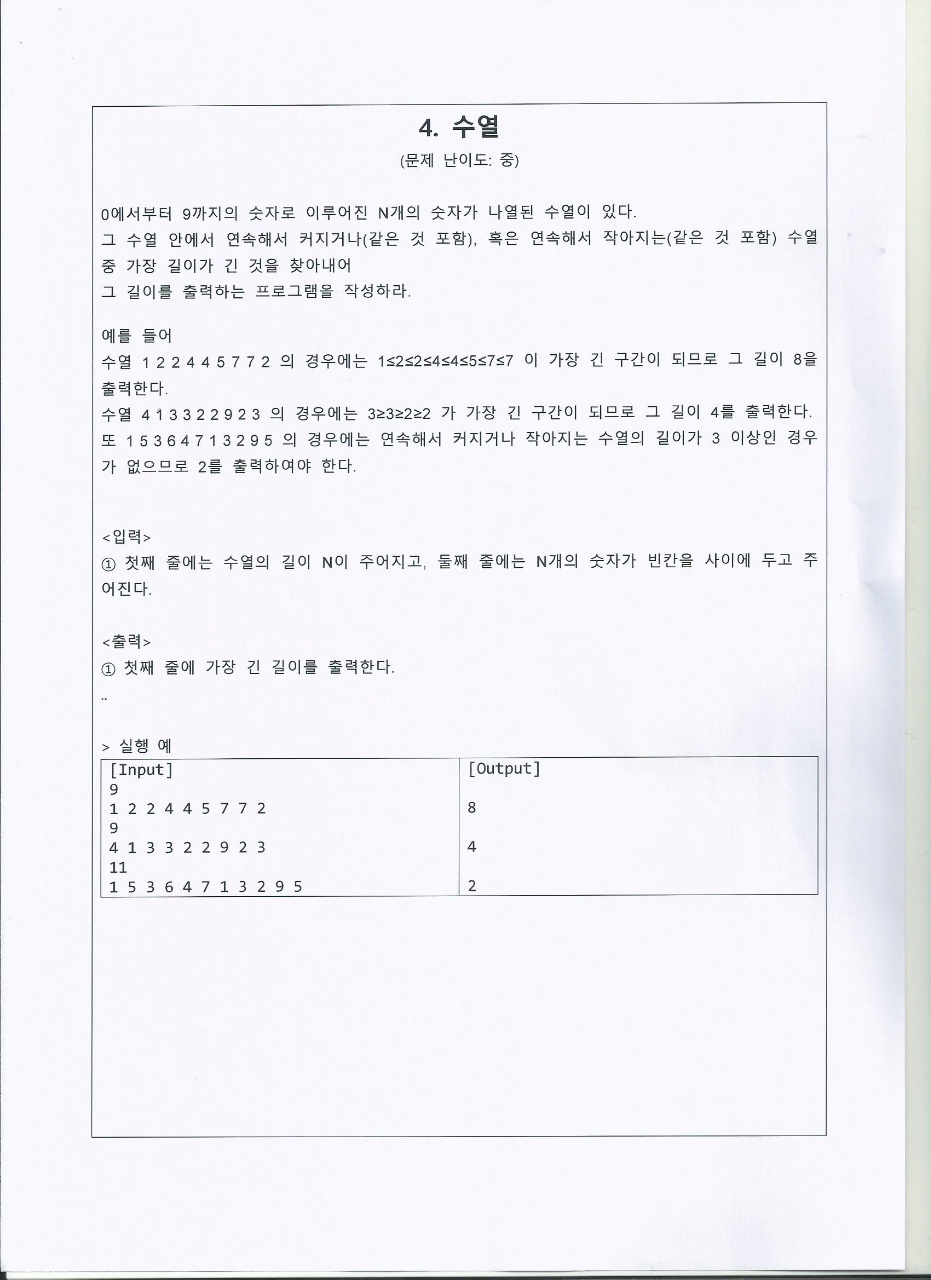 4. 수열
(문제 난이도: 중)
0에서부터 9까지의 숫자로 이루어진 N개의 숫자가 나열된 수열이 있다.
그 수열 안에서 연속해서 커지거나(같은 것 포함), 혹은 연속해서 작아지는(같은 것 포함) 수열
중 가장 길이가 긴 것을 찾아내어
그 길이를 출력하는 프로그램을 작성하라.
예를 들어
수열 1 2 2 4 4 5 7 7 2 의 경우에는 1≤2≤2≤4≤4≤5≤7≤7 이 가장 긴 구간이 되므로 그 길이 8을
출력한다.
수열 4 1 3 3 2 2 9 2 3 의 경우에는 3≥3≥2≥2 가 가장 긴 구간이 되므로 그 길이 4를 출력한다.
또 1 5 3 6 4 7 1 3 2 9 5 의 경우에는 연속해서 커지거나 작아지는 수열의 길이가 3 이상인 경우
가 없으므로 2를 출력하여야 한다.
<입력>
① 첫째 줄에는 수열의 길이 N이 주어지고, 둘째 줄에는 N개의 숫자가 빈칸을 사이에 두고 주
어진다.
<출력>
① 첫째 줄에 가장 긴 길이를 출력한다.
..
> 실행 예
[Input] [Output]
9
1 2 2 4 4 5 7 7 2 8
9
4 1 3 3 2 2 9 2 3 4
11
1 5 3 6 4 7 1 3 2 9 5 2